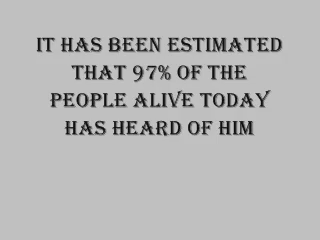 IT HAS BEEN ESTIMATED
THAT 97% OF THE
PEOPLE ALIVE TODAY
HAS HEARD OF HIM